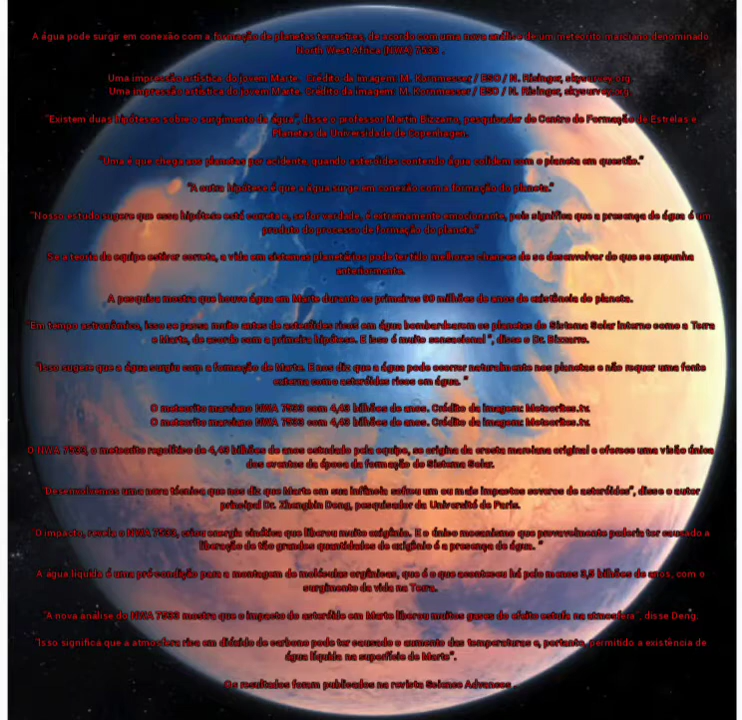 A água pode surgir em conexão com a formação de planetas terrestres, de acordo com uma nova análise de um meteorito marciano denominado
North West Africa (NWA) 7533 .
Uma impressão artística do jovem Marte. Crédito da imagem: M. Kornmesser / ESO / N. Risinger, skysurvey.org.
Uma impressão artística do jovem Marte. Crédito da imagem: M. Kornmesser / ESO / N. Risinger, skysurvey.org.
"Existem duas hipóteses sobre o surgimento da água", disse o professor Martin Bizzarro, pesquisador do Centro de Formação de Estrelas e
Planetas da Universidade de Copenhagen.
"Uma é que chega aos planetas por acidente, quando asteróides contendo água colidem com o planeta em questão."
"A outra hipótese é que a água surge em conexão com a formação do planeta."
"Nosso estudo sugere que essa hipótese está correta e, se for verdade, é extremamente emocionante, pois significa que a presença de água é um
produto do processo de formação do planeta."
Se a teoria da equipe estiver correta, a vida em sistemas planetários pode ter tido melhores chances de se desenvolver do que se supunha
anteriormente.
A pesquisa mostra que houve água em Marte durante os primeiros 90 milhões de anos de existência do planeta.
"Em tempo astronômico, isso se passa muito antes de asteróides ricos em água bombardearem os planetas do Sistema Solar interno como a Terra
e Marte, de acordo com a primeira hipótese. E isso é muito sensacional ", disse o Dr. Bizzarro.
"Isso sugere que a água surgiu com a formação de Marte. E nos diz que a água pode ocorrer naturalmente nos planetas e não requer uma fonte
externa como asteróides ricos em água. "
O meteorito marciano NWA 7533 com 4,43 bilhões de anos. Crédito da imagem: Meteorites.tv.
O meteorito marciano NWA 7533 com 4,43 bilhões de anos. Crédito da imagem: Meteorites.tv.
O NWA 7533, o meteorito regolítico de 4,43 bilhões de anos estudado pela equipe, se origina da crosta marciana original e oferece uma visão única
dos eventos da época da formação do Sistema Solar.
"Desenvolvemos uma nova técnica que nos diz que Marte em sua infância sofreu um ou mais impactos severos de asteróides", disse o autor
principal Dr. Zhengbin Deng, pesquisador da Université de Paris.
"O impacto, revela o NWA 7533, criou energia cinética que liberou muito oxigênio. E o único mecanismo que provavelmente poderia ter causado a
liberação de tão grandes quantidades de oxigênio é a presença de água. "
A água líquida é uma pré-condição para a montagem de moléculas orgânicas, que é o que aconteceu há pelo menos 3,5 bilhões de anos, com o
surgimento da vida na Terra.
"A nova análise do NWA 7533 mostra que o impacto do asteróide em Marte liberou muitos gases do efeito estufa na atmosfera", disse Deng.
"Isso significa que a atmosfera rica em dióxido de carbono pode ter causado o aumento das temperaturas e, portanto, permitido a existência de
água líquida na superfície de Marte".
Os resultados foram publicados na revista Science Advances .